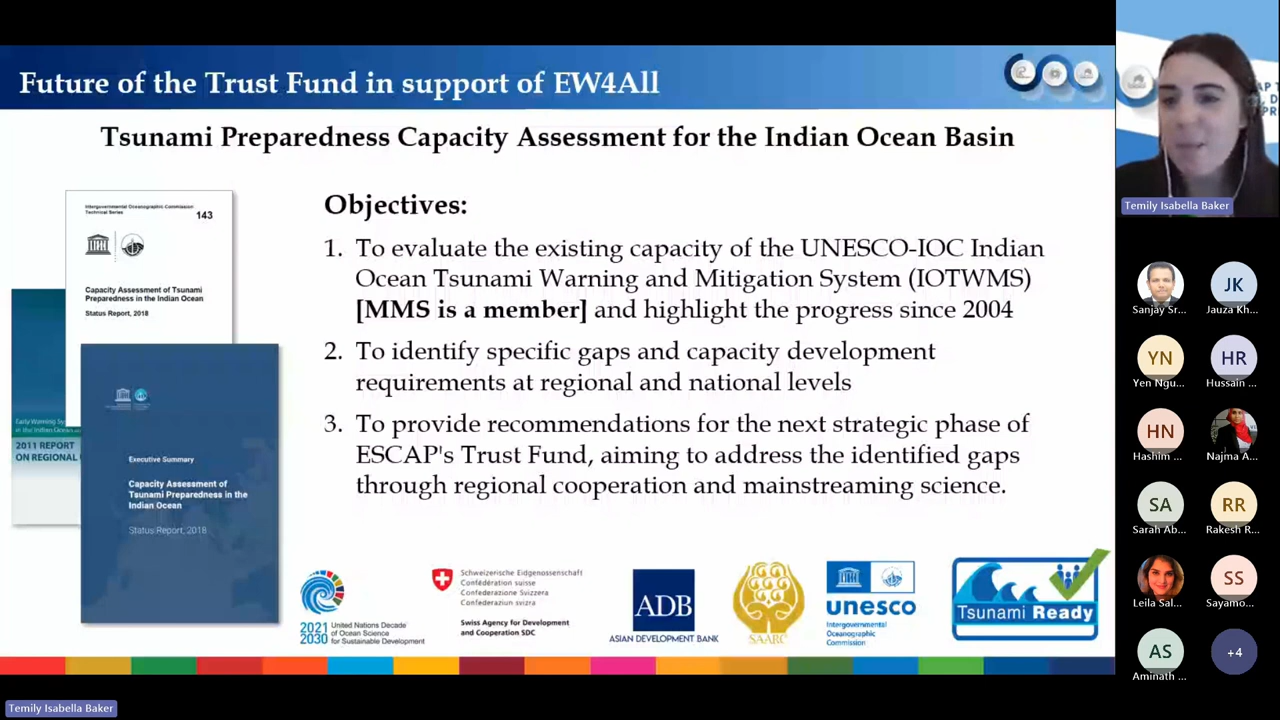 Future of the Trust Fund in support of EW4All
Tsunami Preparedness Capacity Assessment for the Indian Ocean Basin
Intergovernmental Oceanographic Commission
Technical Series
143
Capacity Assessment of Tsunami
Preparedness in the Indian Ocean
Status Report, 2018
2011 REPORT
Executive Summary
Capacity Assessment of
Tsunami Preparedness in the
Indian Ocean
Status Report, 2018
Objectives:
1. To evaluate the existing capacity of the UNESCO-IOC Indian
Ocean Tsunami Warning and Mitigation System (IOTWMS)
[MMS is a member] and highlight the progress since 2004
2. To identify specific gaps and capacity development
requirements at regional and national levels
3. To provide recommendations for the next strategic phase of
ESCAP's Trust Fund, aiming to address the identified gaps
through regional cooperation and mainstreaming science.
2021
2030
United Nations Decade
of Ocean Science
for Sustainable Development
Schweizerische Eidgenossenschaft
Confédération suisse
Confederazione Svizzera
Confederaziun svizra
Swiss Agency for Development
and Cooperation SDC
ADB
ASIAN DEVELOPMENT BANK
SAARC
unesco
Intergovernmental
Oceanographic
Commission
Tsunami Ready
Temily Isabella Baker
Sanjay Sr...
JK
Jauza Kh...
YN
Yen Ngu...
HR
Hussain ...
HN
Hashim ...
Najma A...
SA
Sarah Ab...
RR
Rakesh R...
Leila Sal...
SS
Sayamo...
AS
Aminath ...
+4
Temily Isabella Baker